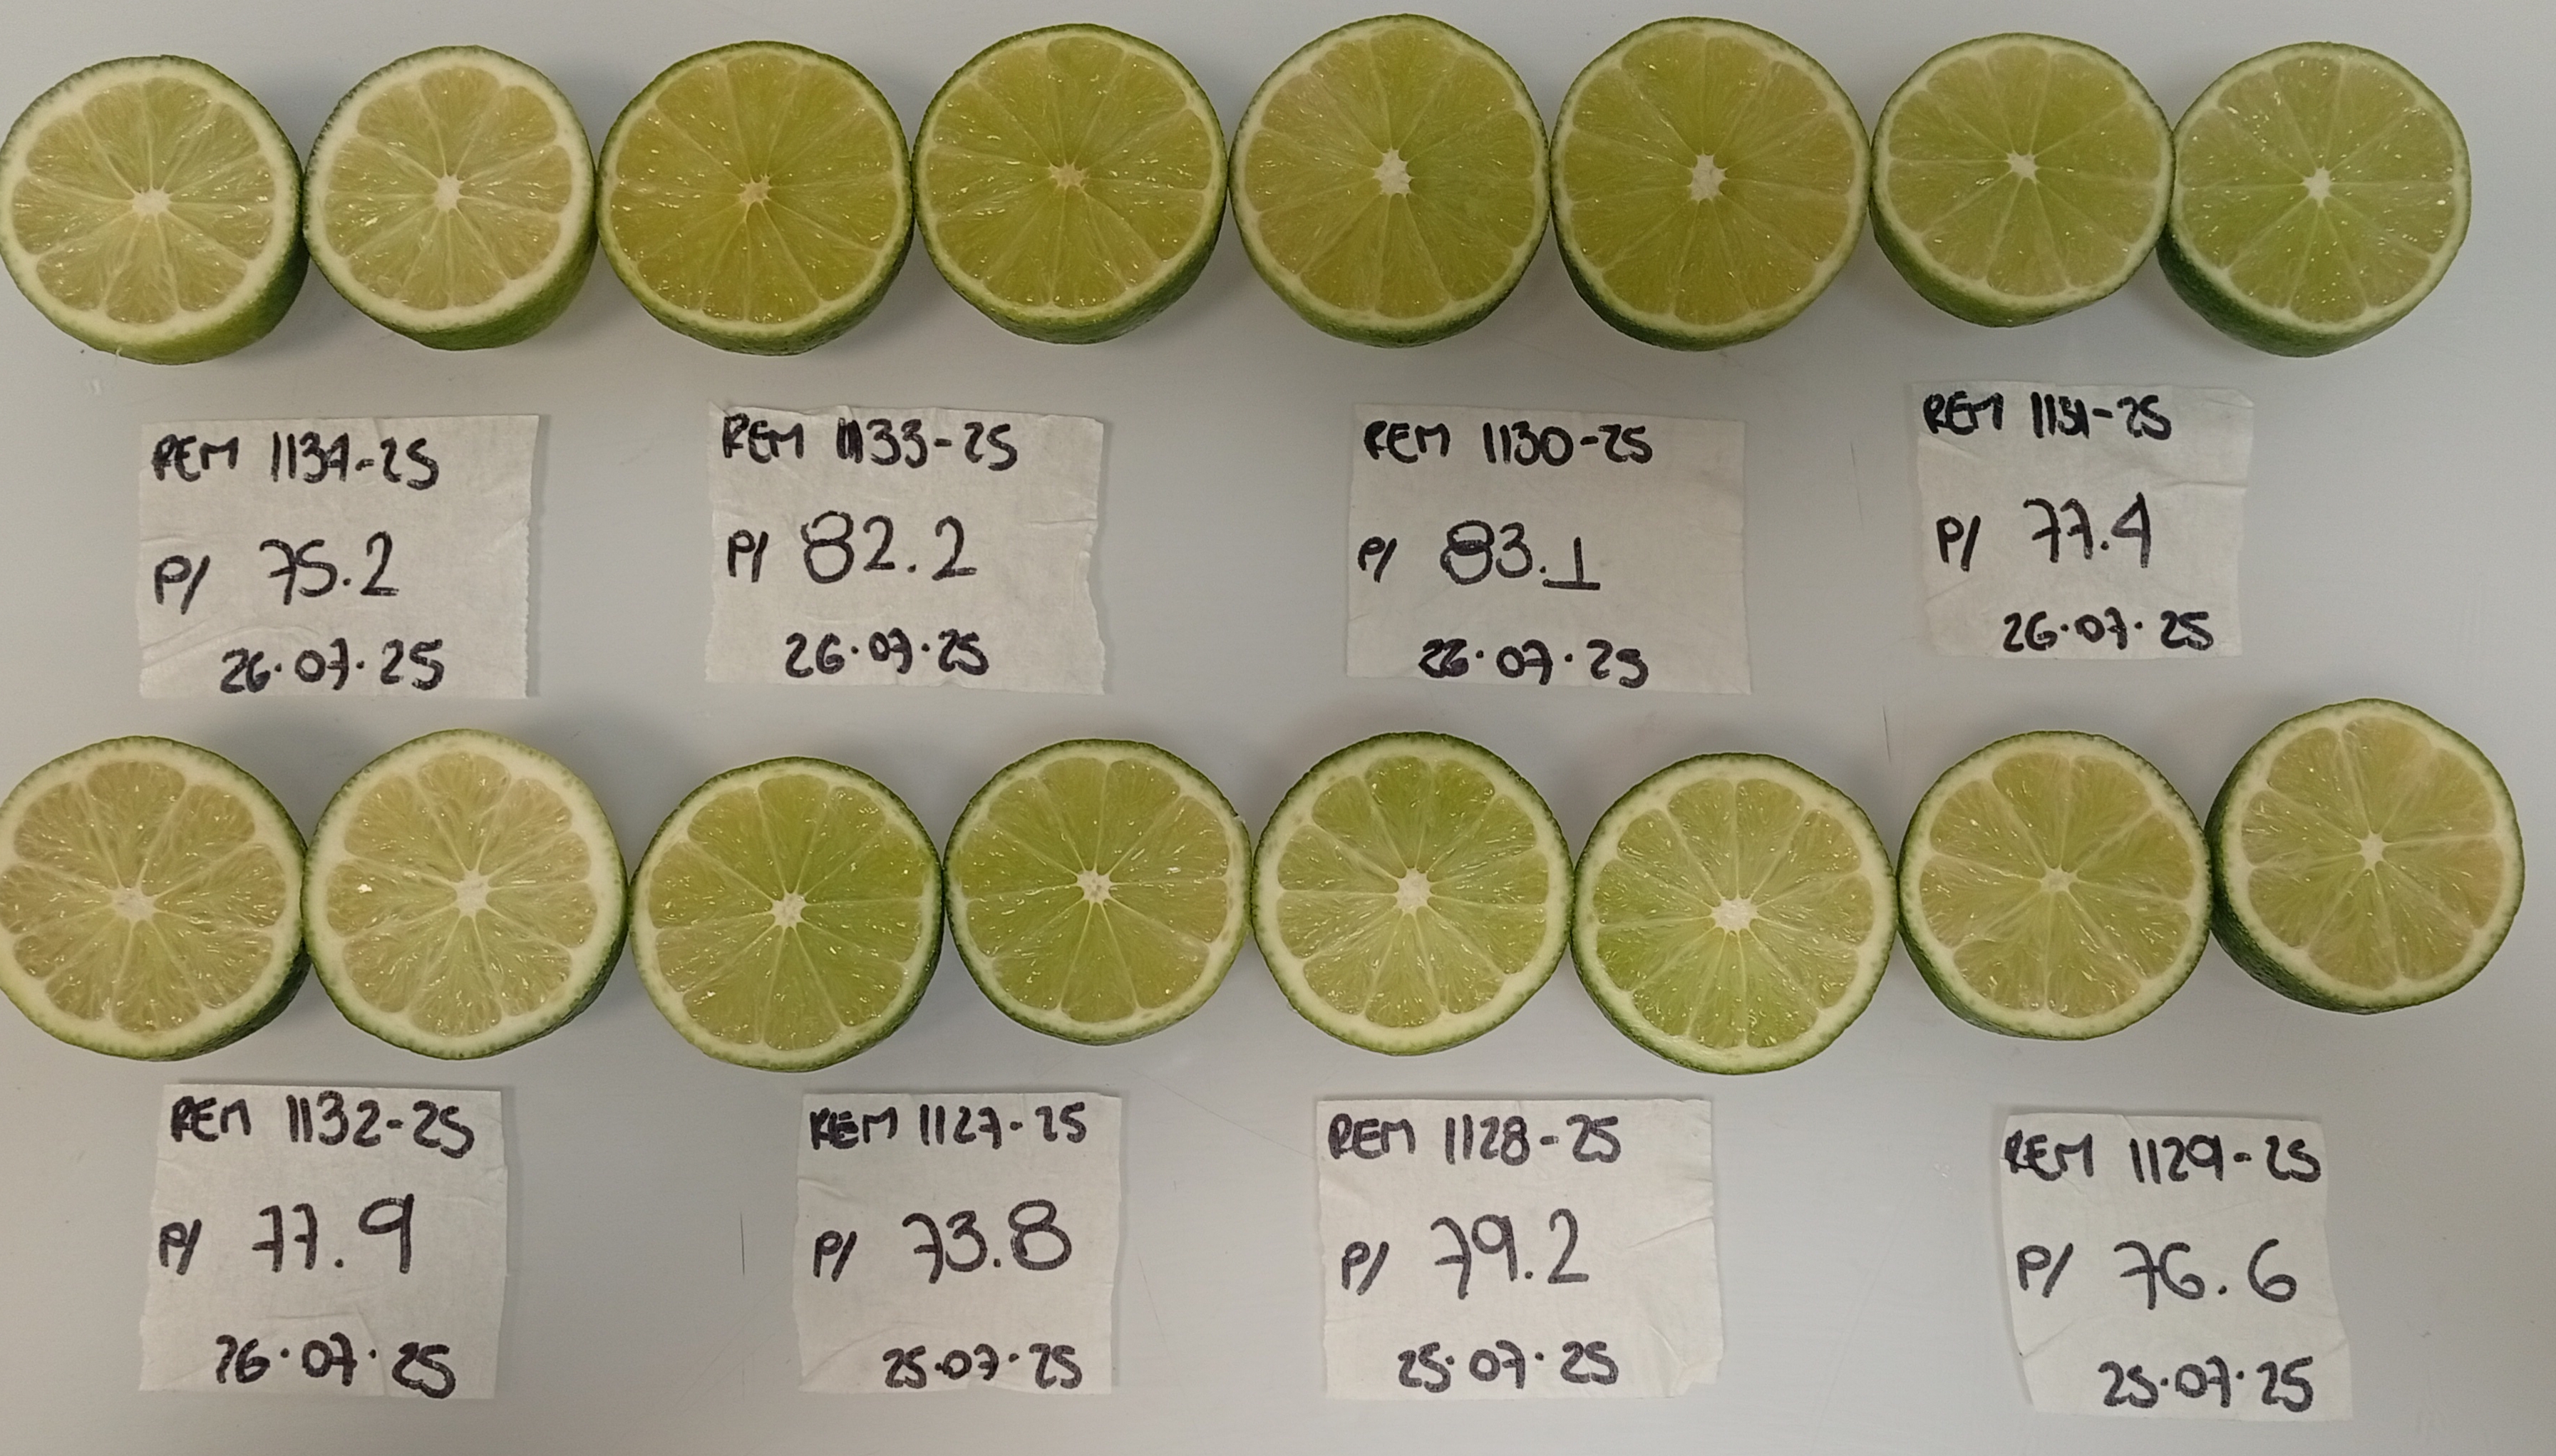 REM 1134-25
P/ 75.2
26.07.25
REM 1133-25
P/ 82.2
26.07.25
REM 1130-25
P/ 83.1
26.07.25
REM 1131-25
P/ 77.4
26.07.25
REM 1132-25
P/ 77.9
26.07.25
REM 1127-25
P/ 73.8
25.07.25
REM 1128-25
P/ 79.2
25.07.25
REM 1129-25
P/ 76.6
25.07.25